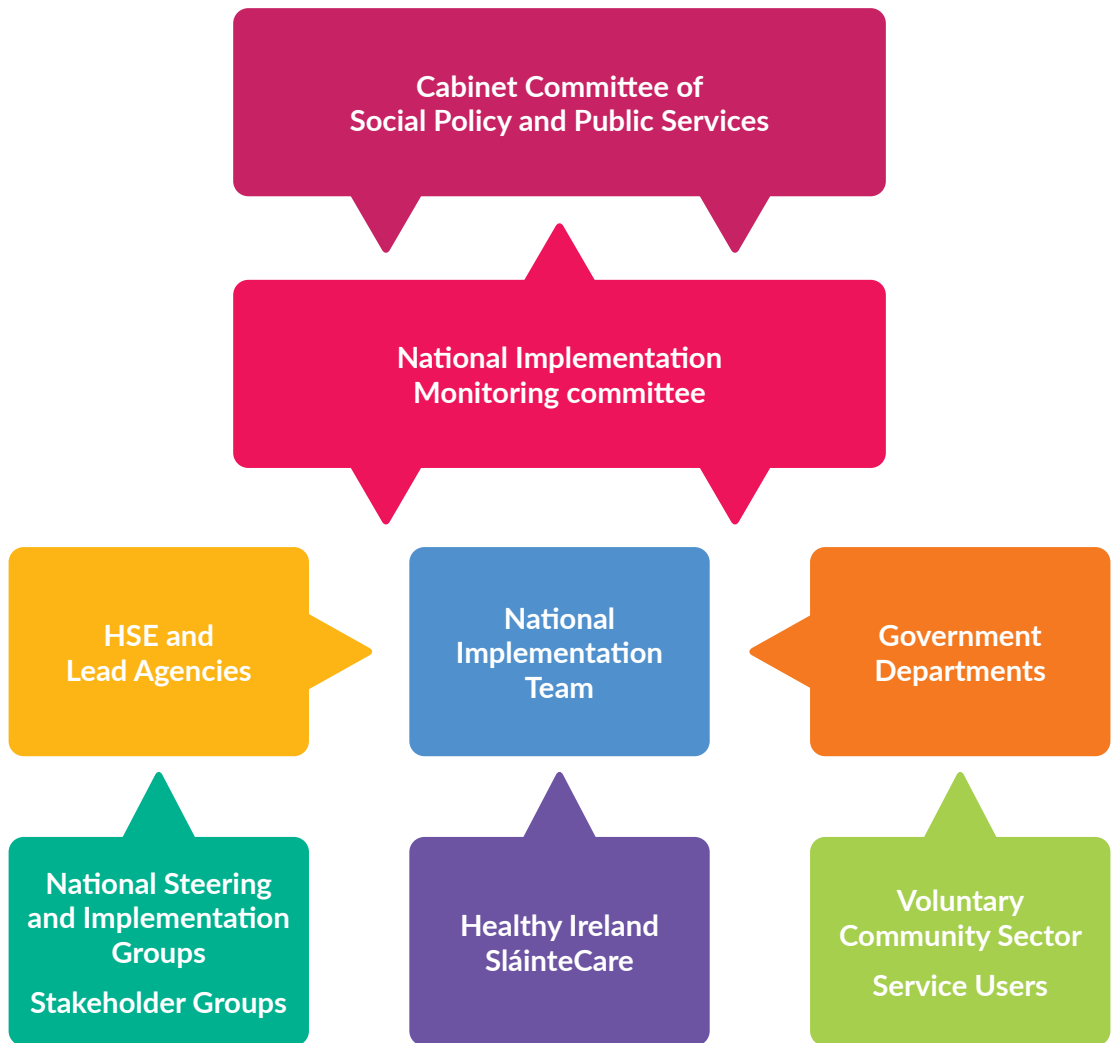 Cabinet Committee of
Social Policy and Public Services
National Implementation
Monitoring committee
HSE and
Lead Agencies
National
Implementation
Team
Government
Departments
National Steering
and Implementation
Groups
Stakeholder Groups
Healthy Ireland
SláinteCare
Voluntary
Community Sector
Service Users